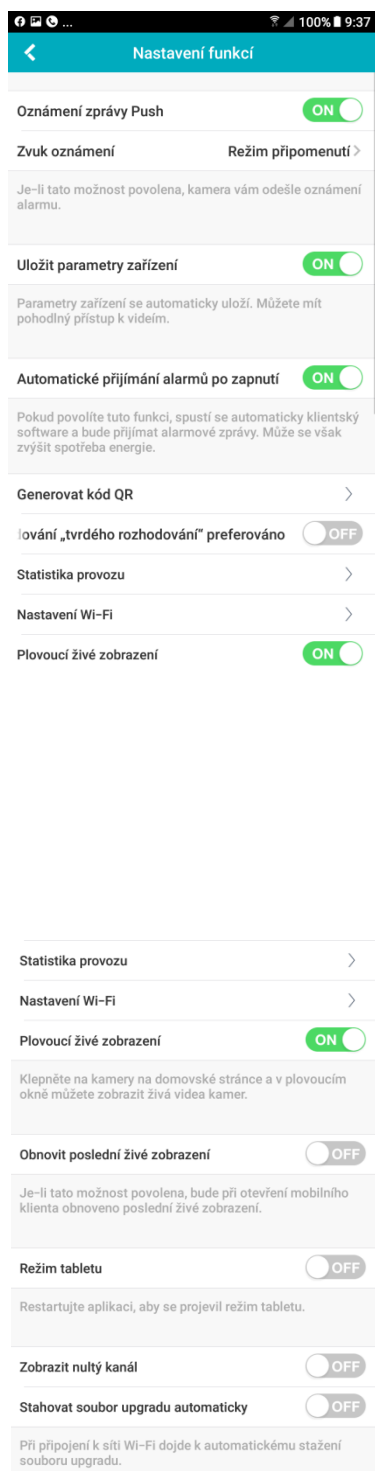 ... 100% 9:37
Nastavení funkcí
Oznámení zprávy Push ON
Zvuk oznámení Režim připomenutí
Je-li tato možnost povolena, kamera vám odešle oznámení
alarmu.
Uložit parametry zařízení ON
Parametry zařízení se automaticky uloží. Můžete mít
pohodlný přístup k videím.
Automatické přijímání alarmů po zapnutí ON
Pokud povolíte tuto funkci, spustí se automaticky klientský
software a bude přijímat alarmové zprávy. Může se však
zvýšit spotřeba energie.
Generovat kód QR
lování „tvrdého rozhodování“ preferováno OFF
Statistika provozu
Nastavení Wi-Fi
Plovoucí živé zobrazení ON
Statistika provozu
Nastavení Wi-Fi
Plovoucí živé zobrazení ON
Klepněte na kamery na domovské stránce a v plovoucím
okně můžete zobrazit živá videa kamer.
Obnovit poslední živé zobrazení OFF
Je-li tato možnost povolena, bude při otevření mobilního
klienta obnoveno poslední živé zobrazení.
Režim tabletu OFF
Restartujte aplikaci, aby se projevil režim tabletu.
Zobrazit nultý kanál OFF
Stahovat soubor upgradu automaticky OFF
Při připojení k síti Wi-Fi dojde k automatickému stažení
souboru upgradu.